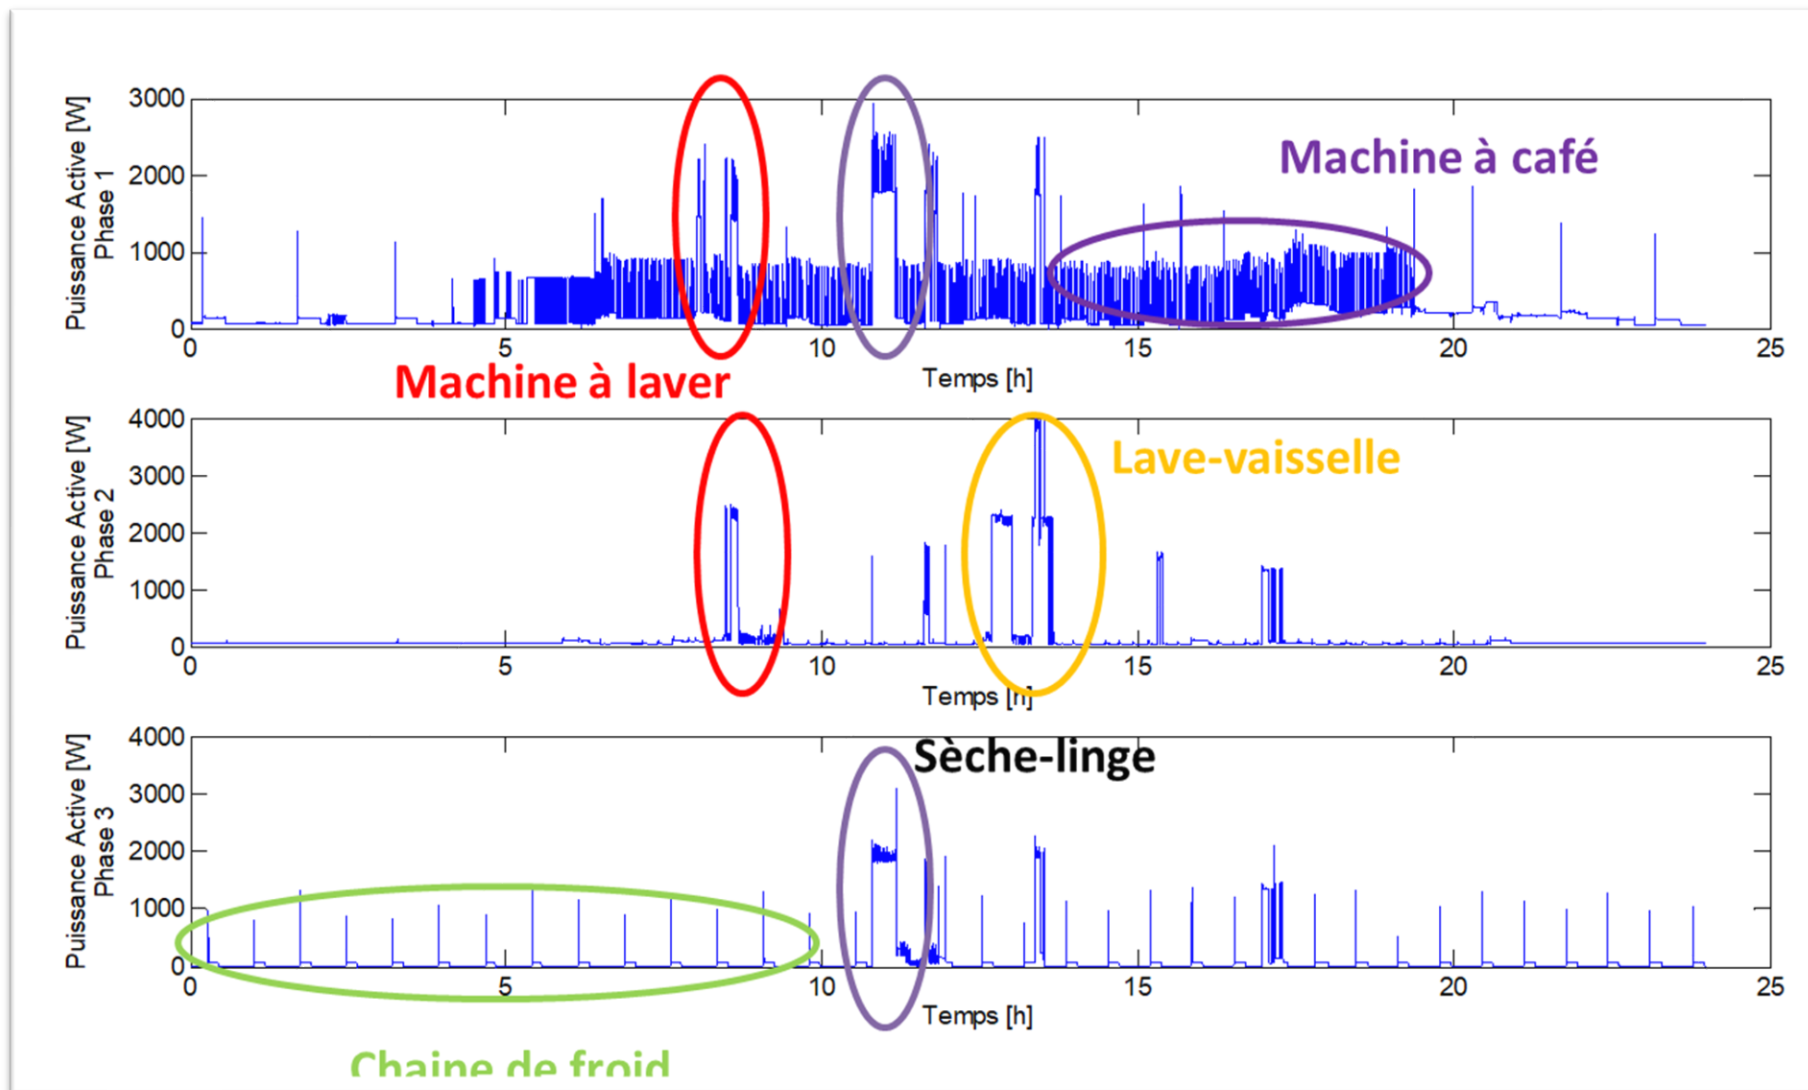 3000
2000
1000
0
Puissance Active [W]
Phase 1
Machine à café
0 5 10 15 20 25
Temps [h]
Machine à laver
4000
3000
2000
1000
0
Puissance Active [W]
Phase 2
Lave-vaisselle
0 5 10 15 20 25
Temps [h]
4000
3000
2000
1000
0
Puissance Active [W]
Phase 3
Sèche-linge
0 5 10 15 20 25
Temps [h]
Chaine de froid